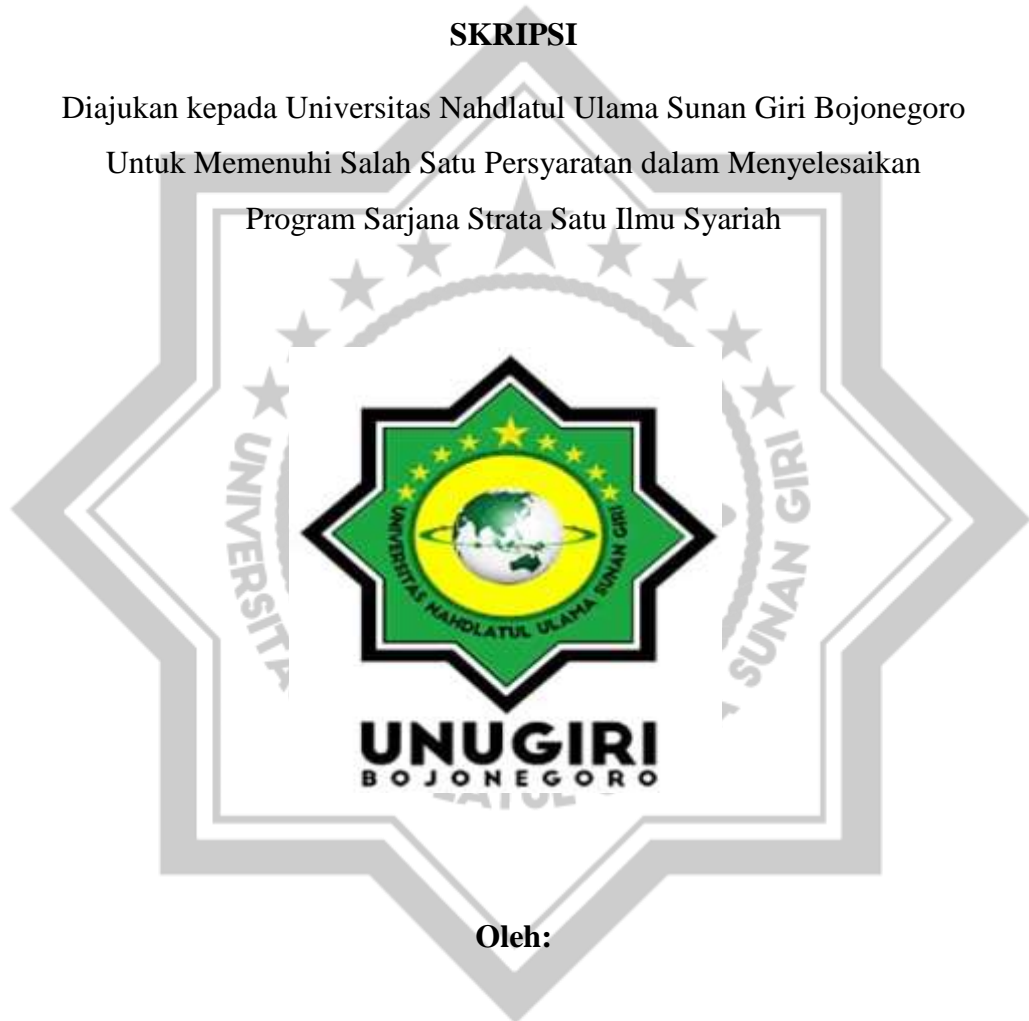 SKRIPSI
Diajukan kepada Universitas Nahdlatul Ulama Sunan Giri Bojonegoro
Untuk Memenuhi Salah Satu Persyaratan dalam Menyelesaikan
Program Sarjana Strata Satu Ilmu Syariah
UNIVERSITAS NAHDLATUL ULAMA SUNAN GIRI
UNUGIRI
BOJONEGORO
Oleh: